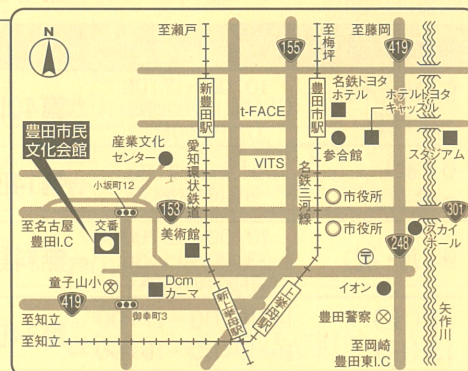 N
至瀬戸
155
至梅坪
至藤岡
419
新豊田駅
豊田市駅
名鉄トヨタ
ホテル
ホテルトヨタ
キャッスル
t-FACE
豊田市民
文化会館
産業文化
センター
愛知環状鉄道
VITS
名鉄三河線
参合館
スタジアム
小坂町12
153
市役所
301
至名古屋
豊田I.C
交番
美術館
市役所
スカイ
ホール
248
〒
童子山小
文
Dcm
カーマ
イオン
419
御幸町3
新上挙母駅
上挙母駅
豊田警察
矢作川
至知立
至知立
至岡崎
豊田東I.C